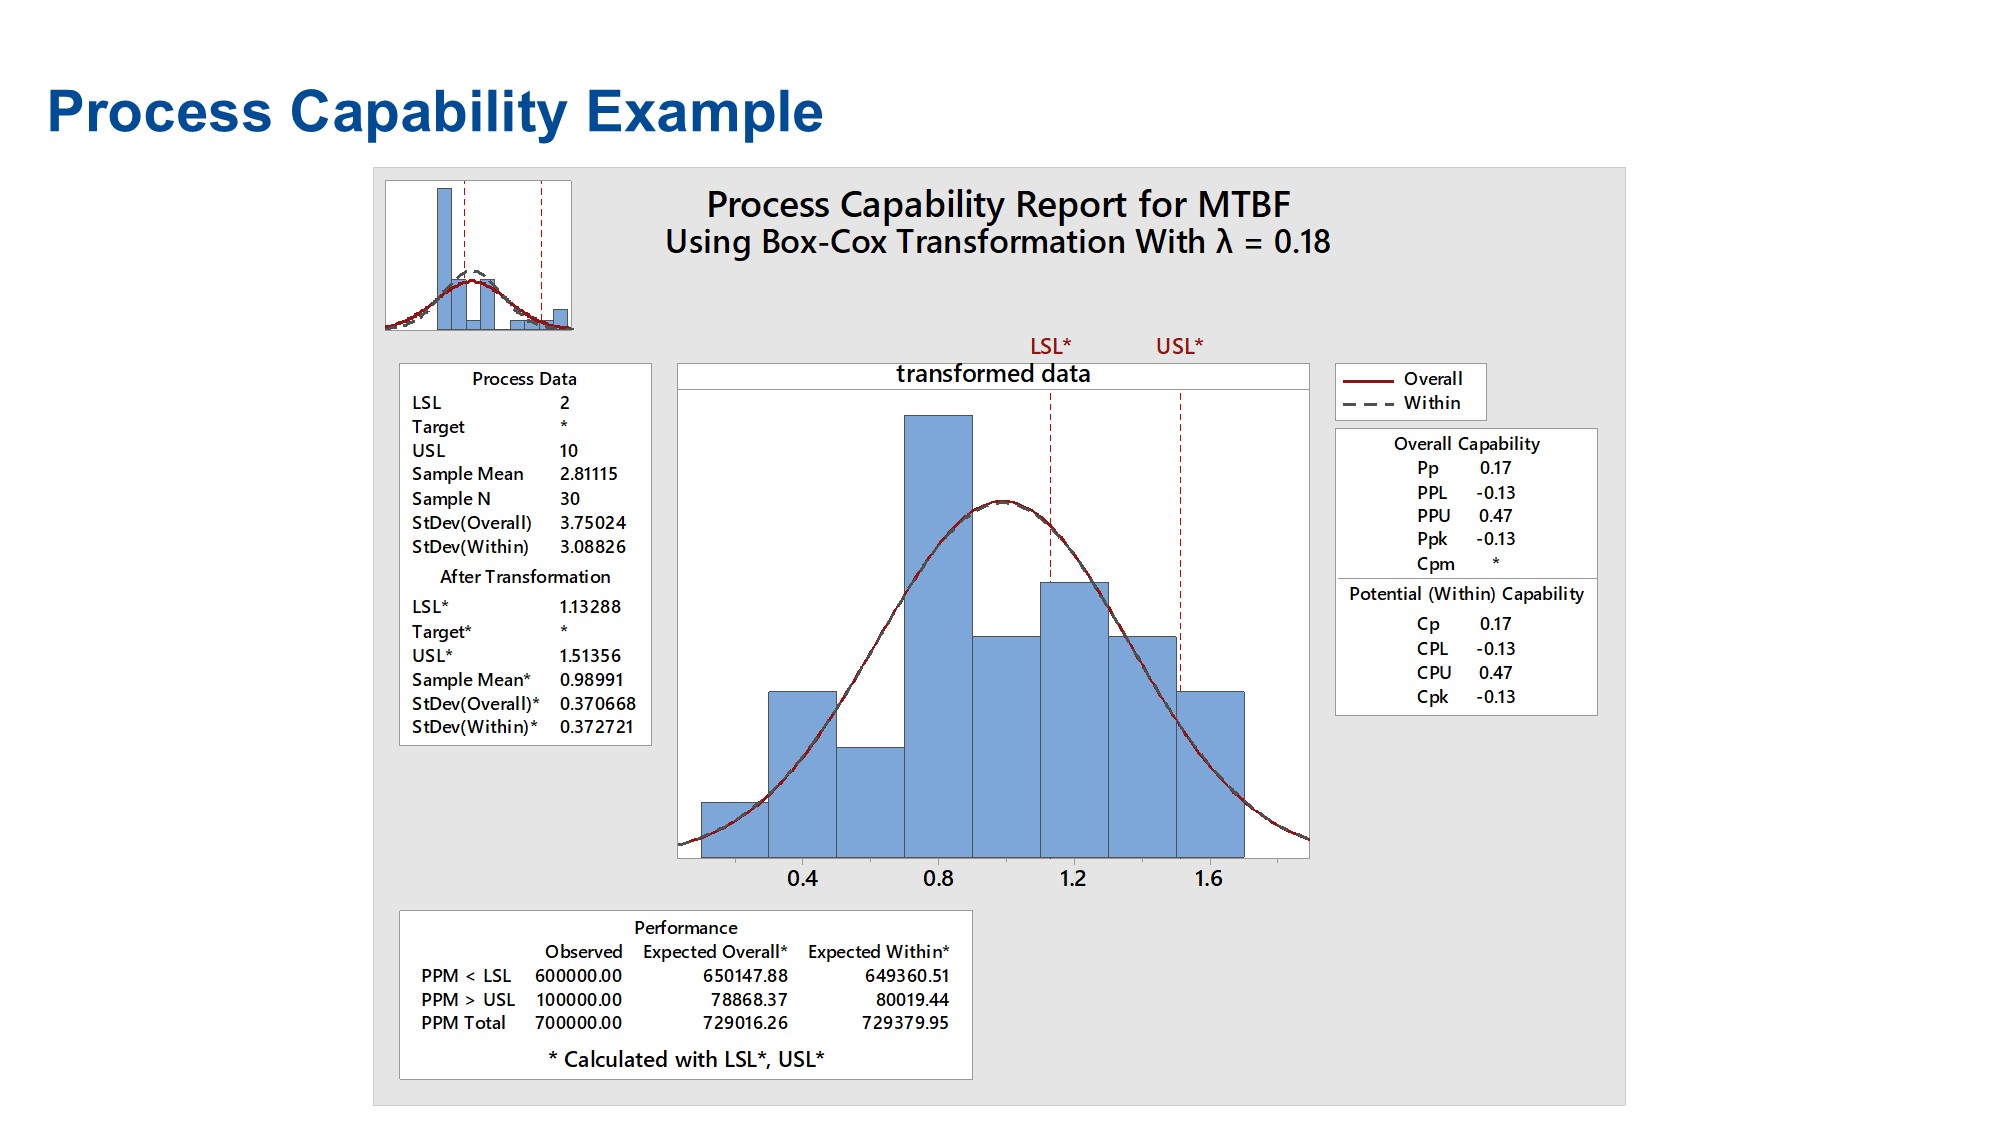 Process Capability Example
Process Capability Report for MTBF
Using Box-Cox Transformation With λ = 0.18
LSL* USL*
transformed data
Process Data
LSL 2
Target *
USL 10
Sample Mean 2.81115
Sample N 30
StDev(Overall) 3.75024
StDev(Within) 3.08826
After Transformation
LSL* 1.13288
Target* *
USL* 1.51356
Sample Mean* 0.98991
StDev(Overall)* 0.370668
StDev(Within)* 0.372721
0.4 0.8 1.2 1.6
Overall
Within
Overall Capability
Pp 0.17
PPL -0.13
PPU 0.47
Ppk -0.13
Cpm *
Potential (Within) Capability
Cp 0.17
CPL -0.13
CPU 0.47
Cpk -0.13
Performance
Observed Expected Overall* Expected Within*
PPM < LSL 600000.00 650147.88 649360.51
PPM > USL 100000.00 78868.37 80019.44
PPM Total 700000.00 729016.26 729379.95
* Calculated with LSL*, USL*